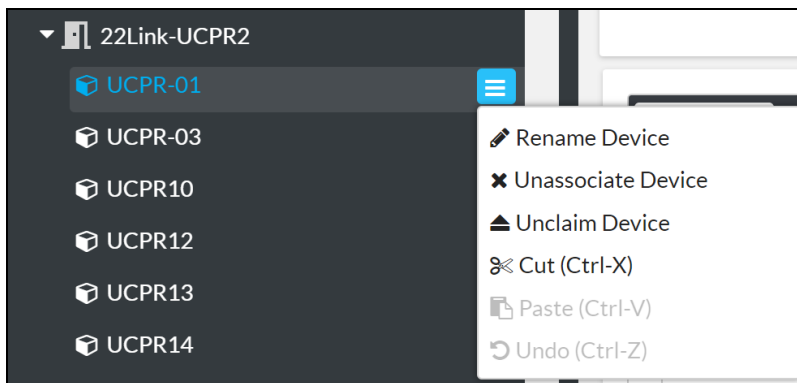 22Link-UCPR2
UCPR-01
UCPR-03
UCPR10
UCPR12
UCPR13
UCPR14
Rename Device
Unassociate Device
Unclaim Device
Cut (Ctrl-X)
Paste (Ctrl-V)
Undo (Ctrl-Z)